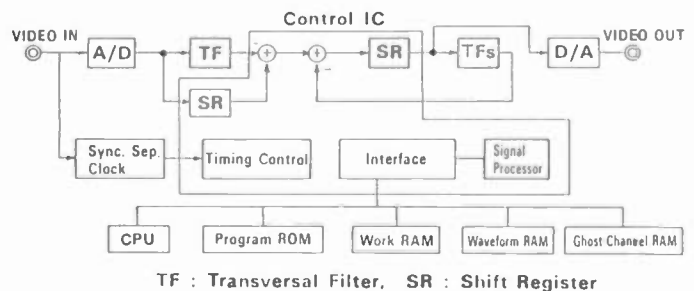 Control IC
VIDEO IN
VIDEO OUT
A/D
TF
SR
TFs
D/A
SR
Sync. Sep.
Clock
Timing Control
Interface
Signal
Processor
CPU
Program ROM
Work RAM
Waveform RAM
Ghost Channel RAM
TF : Transversal Filter, SR : Shift Register